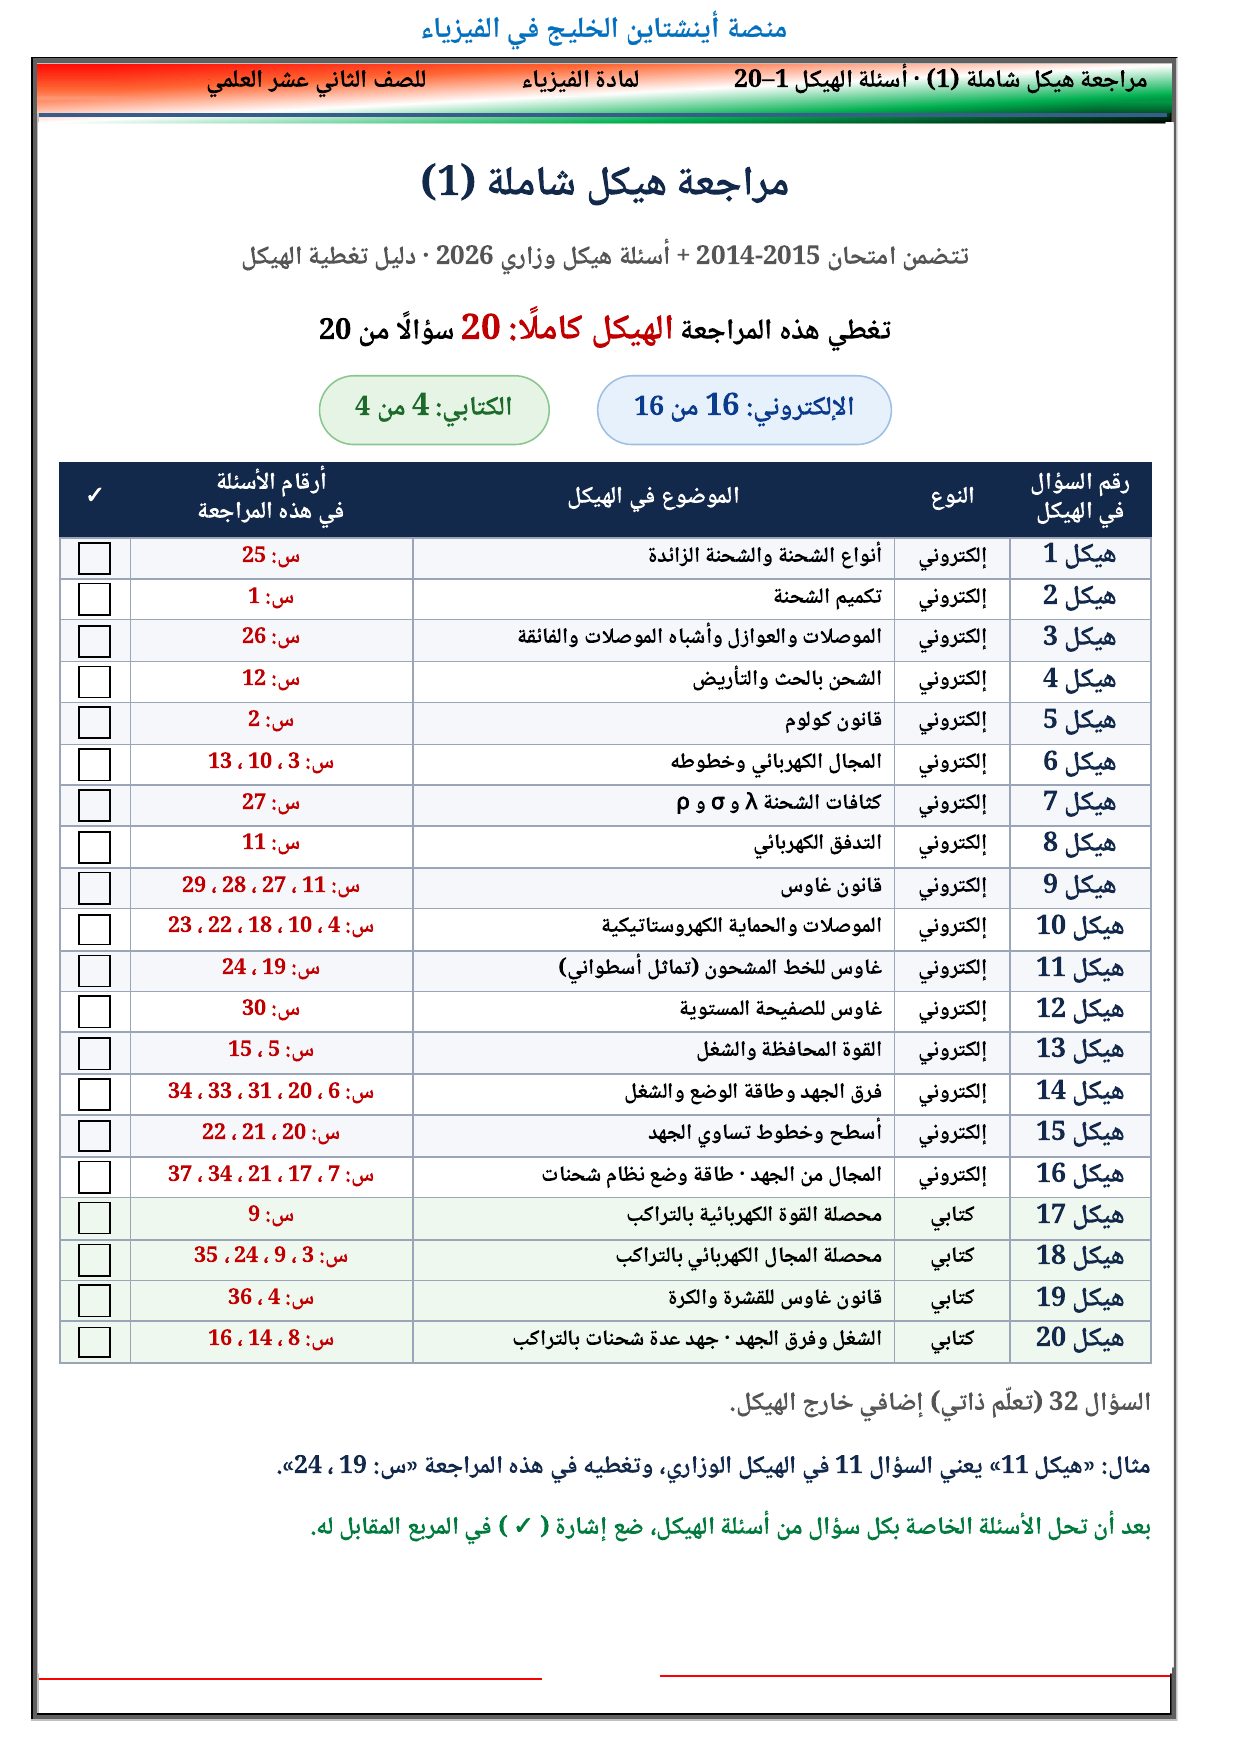 منصة أينشتاين الخليج في الفيزياء
مراجعة هيكل شاملة (1) · أسئلة الهيكل 1–20 لمادة الفيزياء للصف الثاني عشر العلمي
مراجعة هيكل شاملة (1)
تتضمن امتحان 2015-2014 + أسئلة هيكل وزاري 2026 · دليل تغطية الهيكل
تغطي هذه المراجعة الهيكل كاملًا: 20 سؤالًا من 20
الإلكتروني: 16 من 16 الكتابي: 4 من 4
رقم السؤال في الهيكل النوع الموضوع في الهيكل أرقام الأسئلة في هذه المراجعة ✓
هيكل 1 إلكتروني أنواع الشحنة والشحنة الزائدة س: 25
هيكل 2 إلكتروني تكميم الشحنة س: 1
هيكل 3 إلكتروني الموصلات والعوازل وأشباه الموصلات والفائقة س: 26
هيكل 4 إلكتروني الشحن بالحث والتأريض س: 12
هيكل 5 إلكتروني قانون كولوم س: 2
هيكل 6 إلكتروني المجال الكهربائي وخطوطه س: 3 ، 10 ، 13
هيكل 7 إلكتروني كثافات الشحنة λ و σ و ρ س: 27
هيكل 8 إلكتروني التدفق الكهربائي س: 11
هيكل 9 إلكتروني قانون غاوس س: 11 ، 27 ، 28 ، 29
هيكل 10 إلكتروني الموصلات والحماية الكهروستاتيكية س: 4 ، 10 ، 18 ، 22 ، 23
هيكل 11 إلكتروني غاوس للخط المشحون (تماثل أسطواني) س: 19 ، 24
هيكل 12 إلكتروني غاوس للصفيحة المستوية س: 30
هيكل 13 إلكتروني القوة المحافظة والشغل س: 5 ، 15
هيكل 14 إلكتروني فرق الجهد وطاقة الوضع والشغل س: 6 ، 20 ، 31 ، 33 ، 34
هيكل 15 إلكتروني أسطح وخطوط تساوي الجهد س: 20 ، 21 ، 22
هيكل 16 إلكتروني المجال من الجهد · طاقة وضع نظام شحنات س: 7 ، 17 ، 21 ، 34 ، 37
هيكل 17 كتابي محصلة القوة الكهربائية بالتراكب س: 9
هيكل 18 كتابي محصلة المجال الكهربائي بالتراكب س: 3 ، 9 ، 24 ، 35
هيكل 19 كتابي قانون غاوس للقشرة والكرة س: 4 ، 36
هيكل 20 كتابي الشغل وفرق الجهد · جهد عدة شحنات بالتراكب س: 8 ، 14 ، 16
السؤال 32 (تعلّم ذاتي) إضافي خارج الهيكل.
مثال: «هيكل 11» يعني السؤال 11 في الهيكل الوزاري، وتغطيه في هذه المراجعة «س: 19 ، 24».
بعد أن تحل الأسئلة الخاصة بكل سؤال من أسئلة الهيكل، ضع إشارة ( ✓ ) في المربع المقابل له.